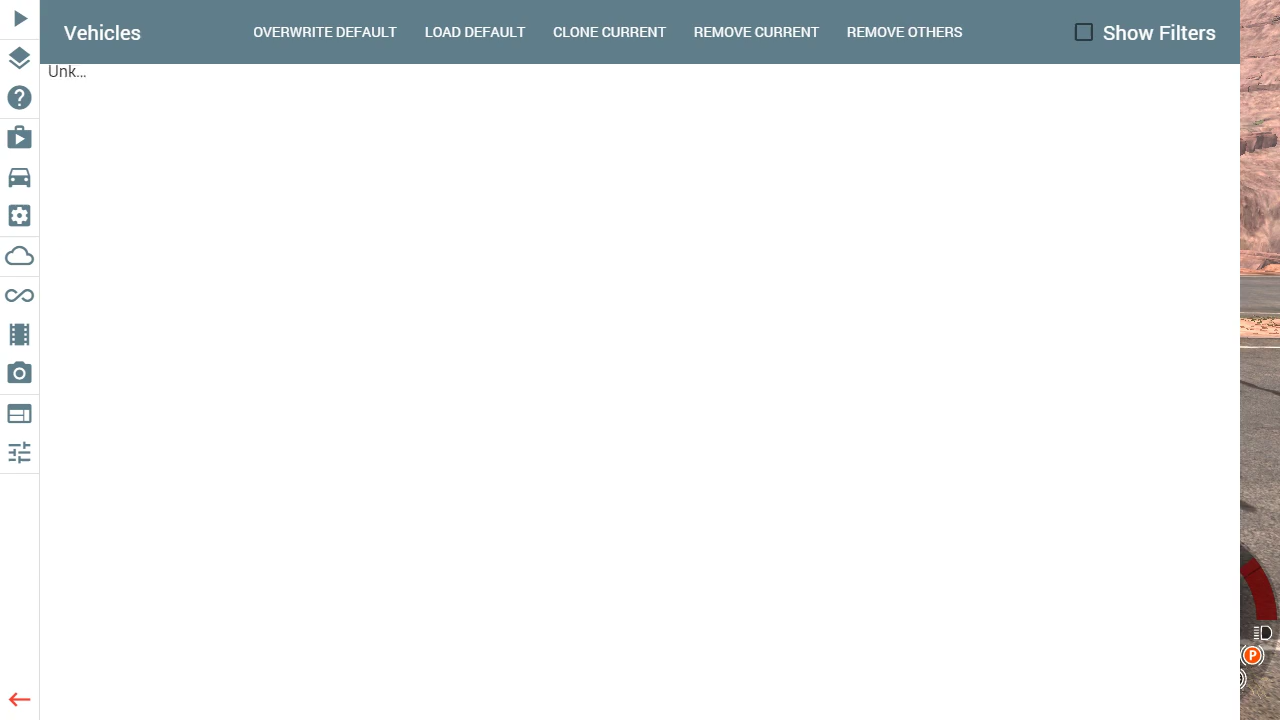 Vehicles
OVERWRITE DEFAULT
LOAD DEFAULT
CLONE CURRENT
REMOVE CURRENT
REMOVE OTHERS
Show Filters
Unk...
P